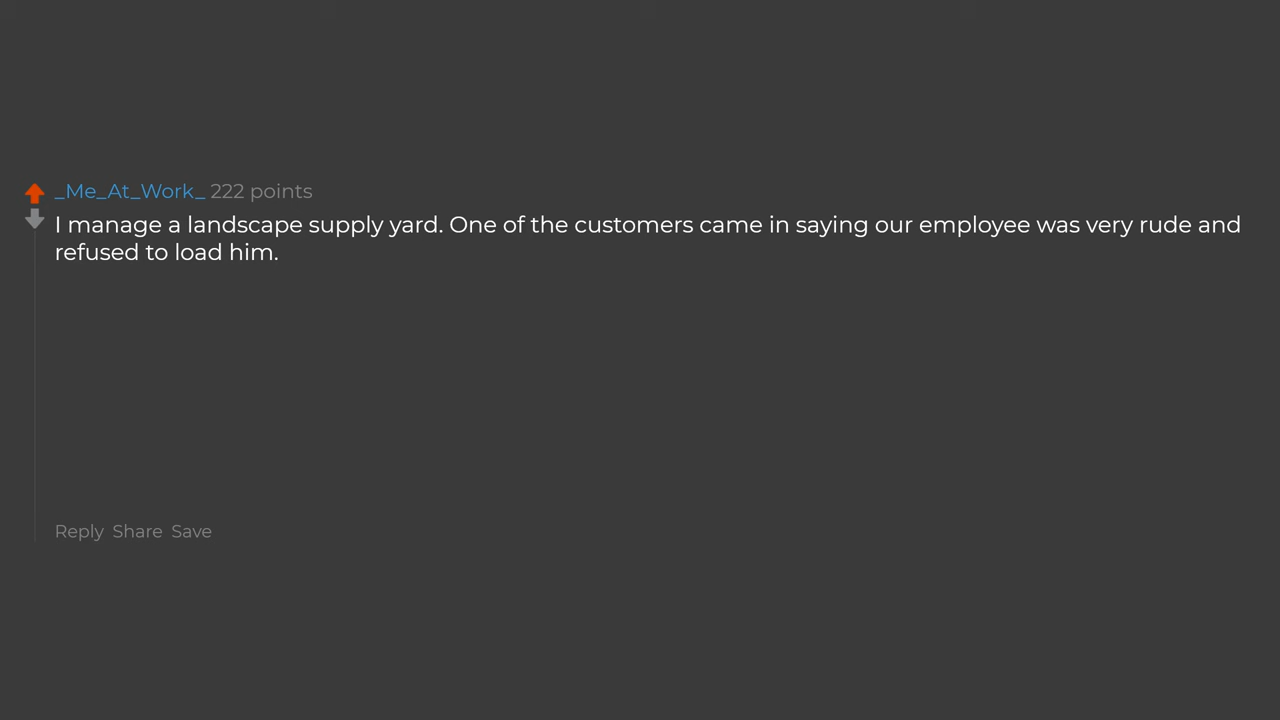 _Me_At_Work_ 222 points
I manage a landscape supply yard. One of the customers came in saying our employee was very rude and
refused to load him.
Reply Share Save